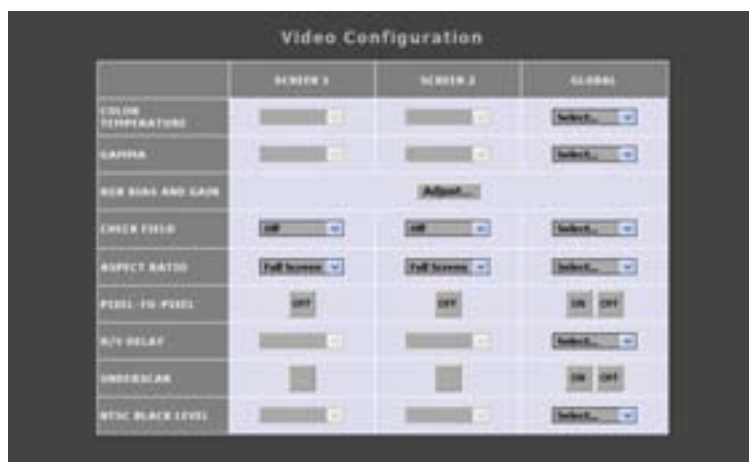 Video Configuration
SCREEN 1 SCREEN 2 GLOBAL
COLOR
TEMPERATURE Select...
GAMMA Select...
RGB BIAS AND GAIN Adjust...
CHECK FIELD Off Off Select...
ASPECT RATIO Full Screen Full Screen Select...
PIXEL-TO-PIXEL OFF OFF ON OFF
H/V DELAY Select...
UNDERSCAN ON OFF
NTSC BLACK LEVEL Select...